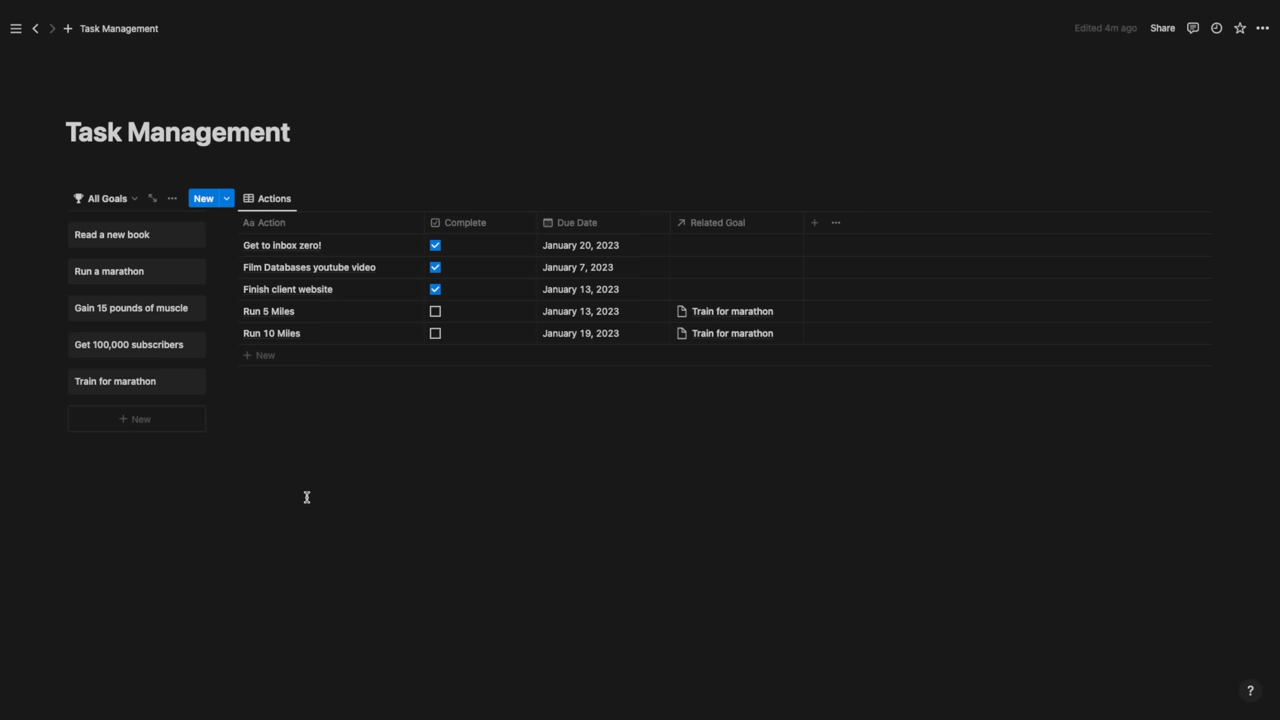 Task Management
Edited 4m ago
Share
Task Management
All Goals
New
Actions
Read a new book
Run a marathon
Gain 15 pounds of muscle
Get 100,000 subscribers
Train for marathon
+ New
Aa Action Complete Due Date Related Goal
Get to inbox zero! January 20, 2023
Film Databases youtube video January 7, 2023
Finish client website January 13, 2023
Run 5 Miles January 13, 2023 Train for marathon
Run 10 Miles January 19, 2023 Train for marathon
+ New
?